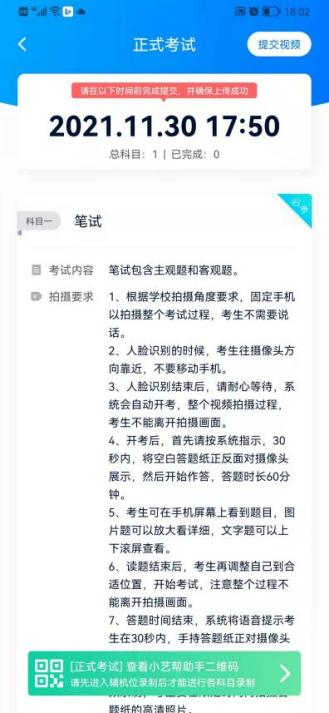 18:02
正式考试
提交视频
请在以下时间前完成提交，并确保上传成功
2021.11.30 17:50
总科目：1 | 已完成：0
必考
科目一
笔试
考试内容
笔试包含主观题和客观题。
拍摄要求
1、根据学校拍摄角度要求，固定手机
以拍摄整个考试过程，考生不需要说
话。
2、人脸识别的时候，考生往摄像头方
向靠近，不要移动手机。
3、人脸识别结束后，请耐心等待，系
统会自动开考，整个视频拍摄过程，
考生不能离开拍摄画面。
4、开考后，首先请按系统指示，30
秒内，将空白答题纸正反面对摄像头
展示，然后开始作答，答题时长60分
钟。
5、考生可在手机屏幕上看到题目，图
片题可以放大看详细，文字题可以上
下滚屏查看。
6、读题结束后，考生再调整自己到合
适位置，开始考试，注意整个过程不
能离开拍摄画面。
7、答题时间结束，系统将语音提示考
生在30秒内，手持答题纸正对摄像头
[正式考试] 查看小艺帮助手二维码
请先进入辅机位录制后才能进行各科目录制
题纸的高清照片。